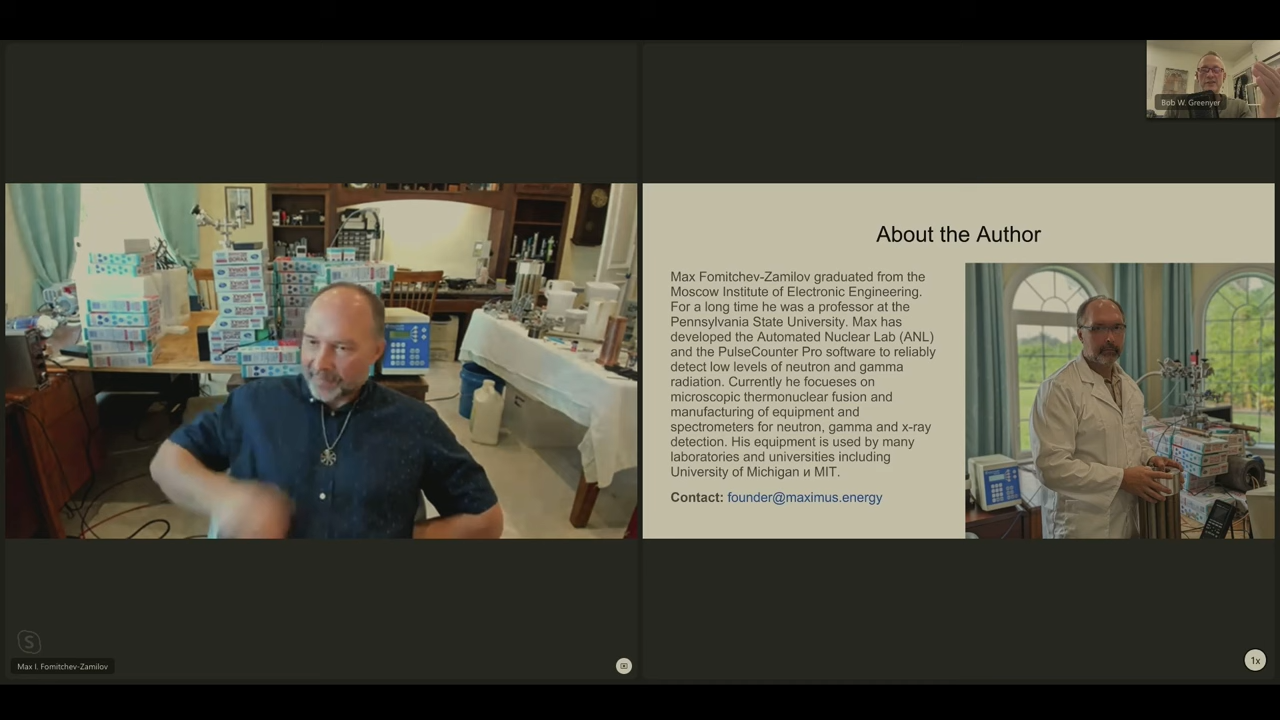 Bob W. Greenyer
About the Author
Max Fomitchev-Zamilov graduated from the
Moscow Institute of Electronic Engineering.
For a long time he was a professor at the
Pennsylvania State University. Max has
developed the Automated Nuclear Lab (ANL)
and the PulseCounter Pro software to reliably
detect low levels of neutron and gamma
radiation. Currently he focueses on
microscopic thermonuclear fusion and
manufacturing of equipment and
spectrometers for neutron, gamma and x-ray
detection. His equipment is used by many
laboratories and universities including
University of Michigan и MIT.
Contact: founder@maximus.energy
S
Max I. Fomitchev-Zamilov
1x